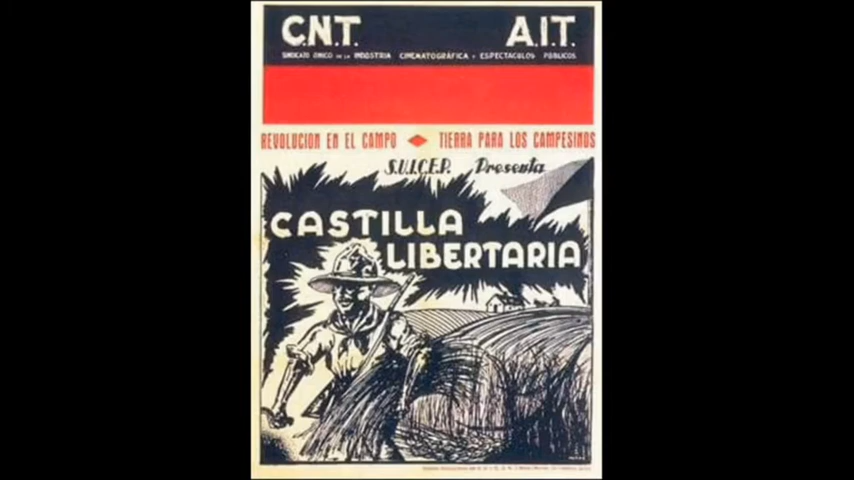 C.N.T. A.I.T.
SINDICATO ÚNICO DE LA INDUSTRIA CINEMATOGRÁFICA Y ESPECTÁCULOS PÚBLICOS
REVOLUCION EN EL CAMPO TIERRA PARA LOS CAMPESINOS
S.U.I.C.E.P. Presenta
CASTILLA
LIBERTARIA